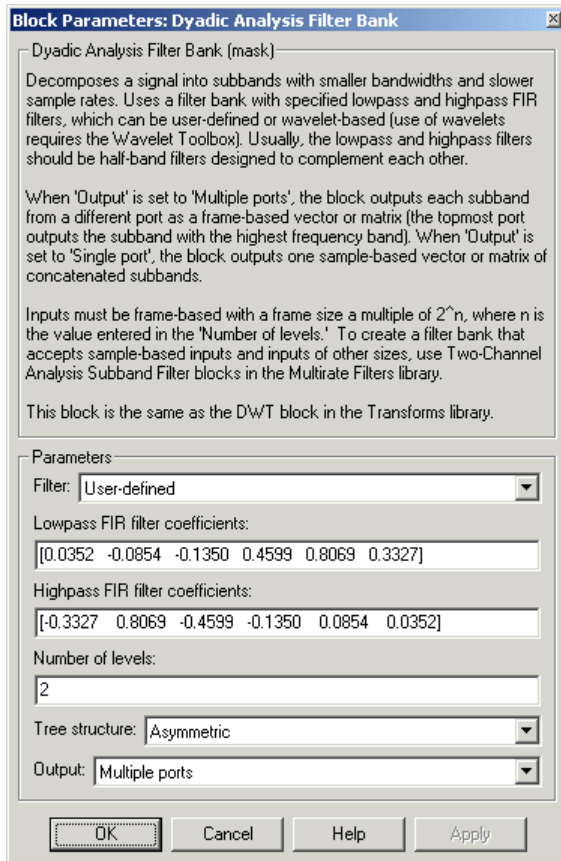 Block Parameters: Dyadic Analysis Filter Bank
Dyadic Analysis Filter Bank (mask)
Decomposes a signal into subbands with smaller bandwidths and slower
sample rates. Uses a filter bank with specified lowpass and highpass FIR
filters, which can be user-defined or wavelet-based (use of wavelets
requires the Wavelet Toolbox). Usually, the lowpass and highpass filters
should be half-band filters designed to complement each other.
When 'Output' is set to 'Multiple ports', the block outputs each subband
from a different port as a frame-based vector or matrix (the topmost port
outputs the subband with the highest frequency band). When 'Output' is
set to 'Single port', the block outputs one sample-based vector or matrix of
concatenated subbands.
Inputs must be frame-based with a frame size a multiple of 2^n, where n is
the value entered in the 'Number of levels.' To create a filter bank that
accepts sample-based inputs and inputs of other sizes, use Two-Channel
Analysis Subband Filter blocks in the Multirate Filters library.
This block is the same as the DWT block in the Transforms library.
Parameters
Filter: User-defined
Lowpass FIR filter coefficients:
[0.0352 -0.0854 -0.1350 0.4599 0.8069 0.3327]
Highpass FIR filter coefficients:
[-0.3327 0.8069 -0.4599 -0.1350 0.0854 0.0352]
Number of levels:
2
Tree structure: Asymmetric
Output: Multiple ports
OK Cancel Help Apply